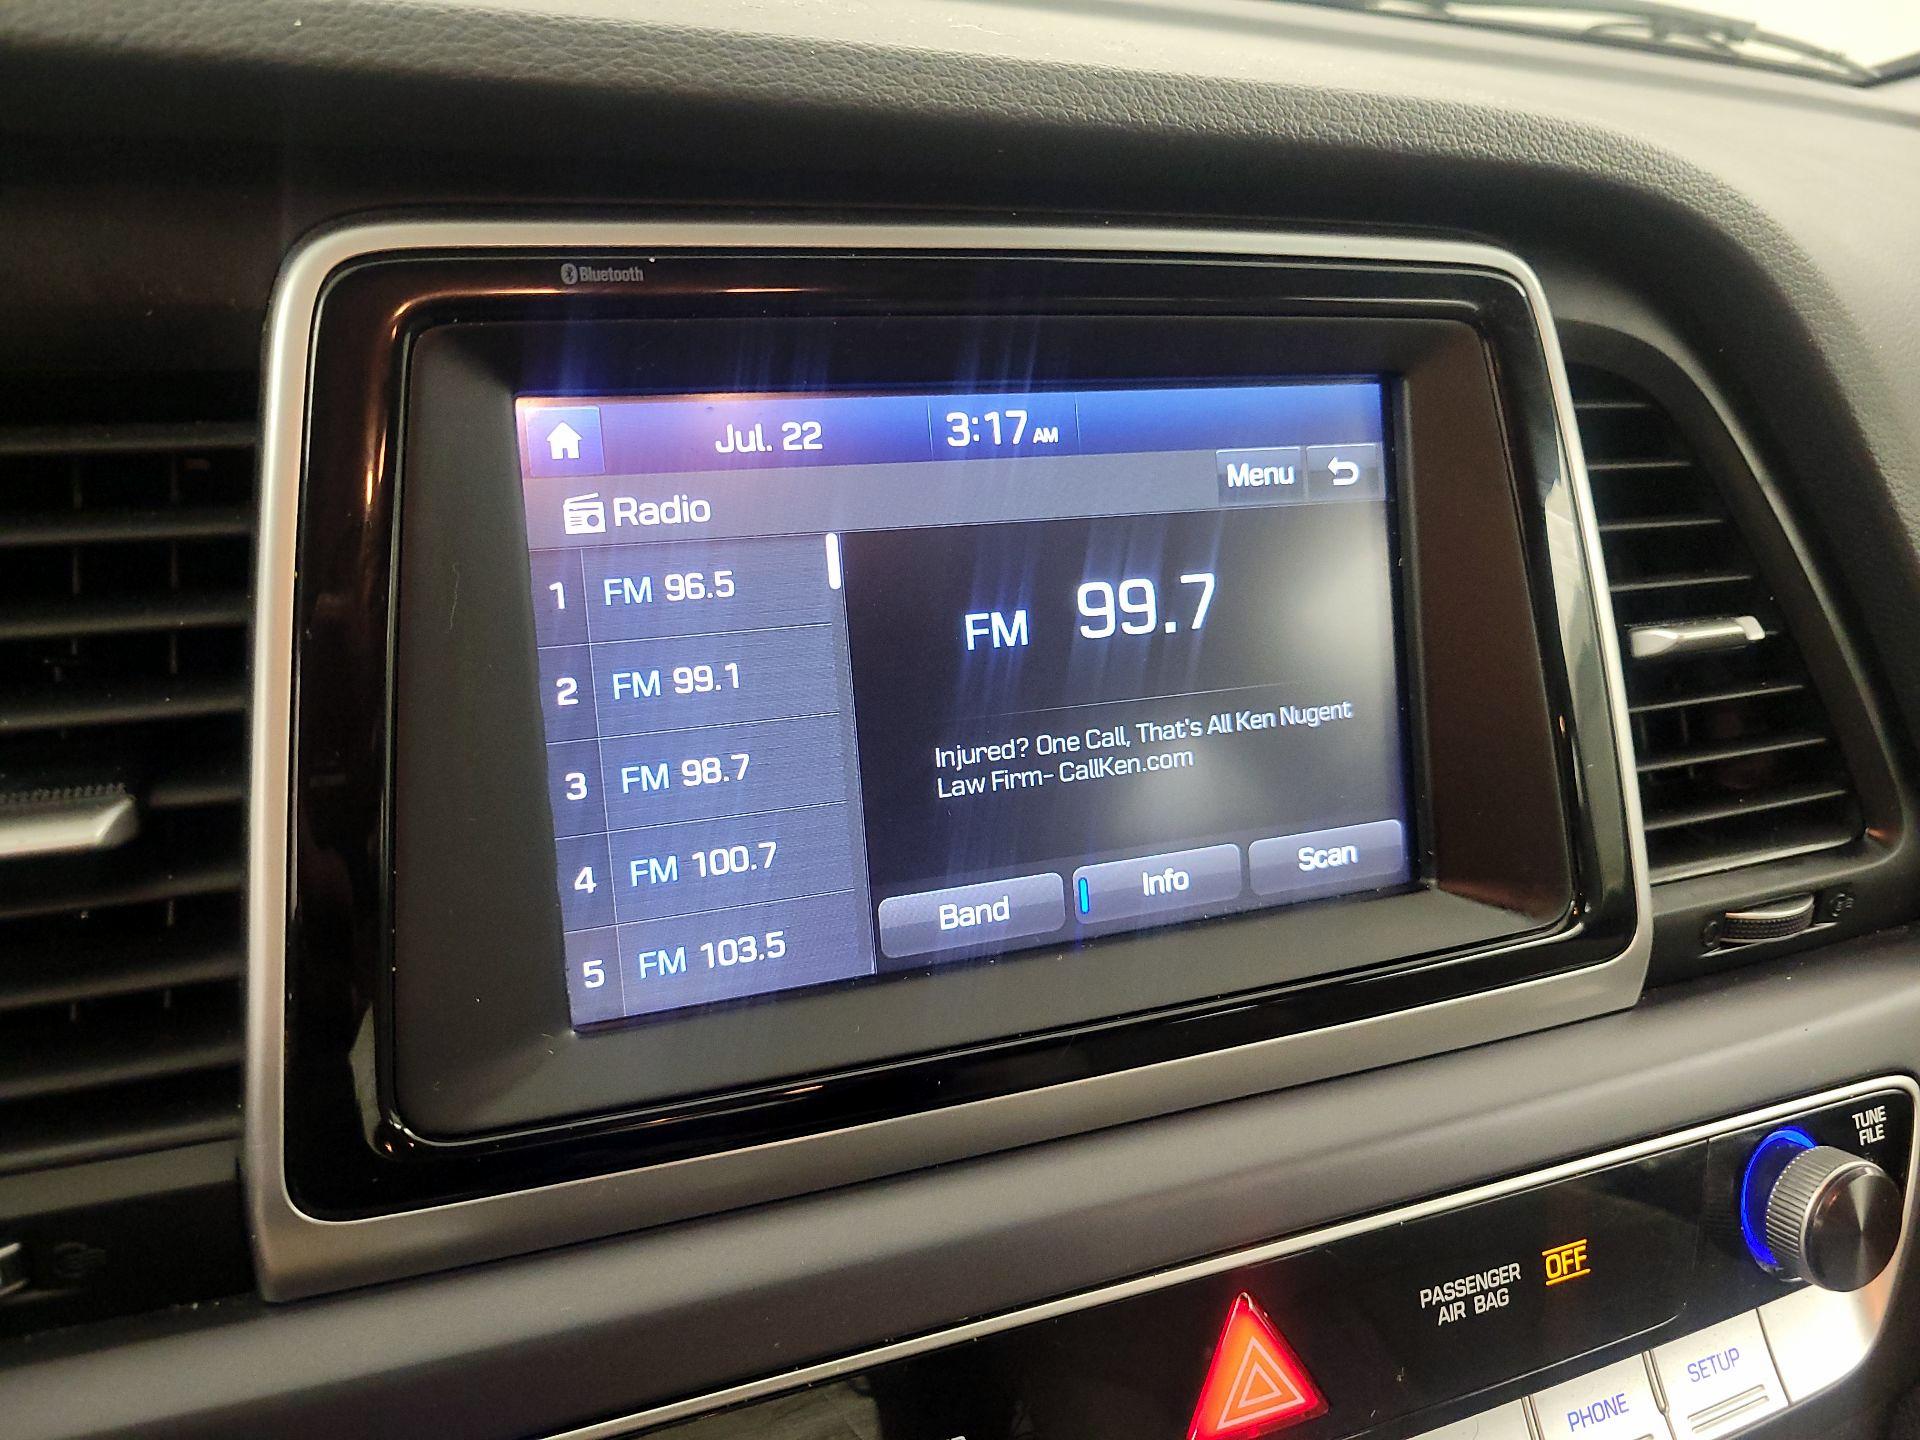 Bluetooth
Jul. 22
3:17 AM
Menu
Radio
1 FM 96.5
2 FM 99.1
3 FM 98.7
4 FM 100.7
5 FM 103.5
FM 99.7
Injured? One Call, That's All Ken Nugent
Law Firm- CallKen.com
Band
Info
Scan
TUNE
FILE
PASSENGER
AIR BAG
OFF
PHONE
SETUP